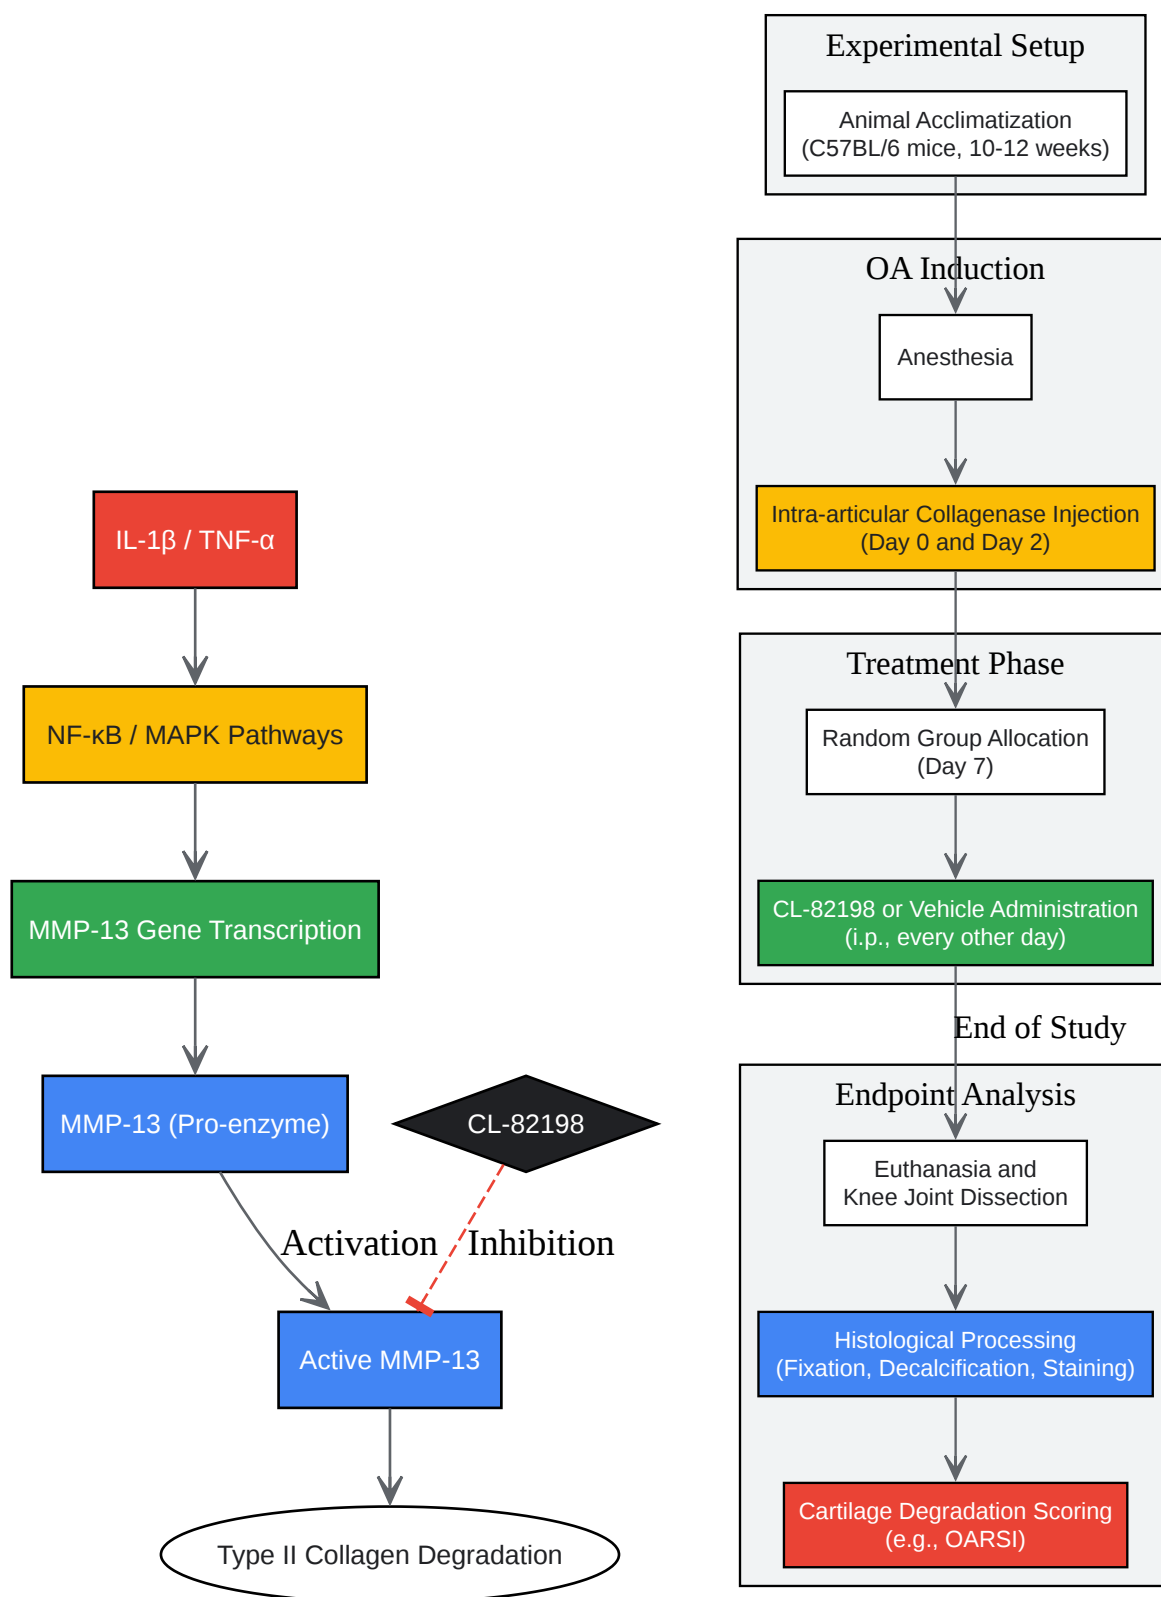 IL-1β / TNF-α
NF-κB / MAPK Pathways
MMP-13 Gene Transcription
MMP-13 (Pro-enzyme)
CL-82198
Activation
Inhibition
Active MMP-13
Type II Collagen Degradation
Experimental Setup
Animal Acclimatization
(C57BL/6 mice, 10-12 weeks)
OA Induction
Anesthesia
Intra-articular Collagenase Injection
(Day 0 and Day 2)
Treatment Phase
Random Group Allocation
(Day 7)
CL-82198 or Vehicle Administration
(i.p., every other day)
End of Study
Endpoint Analysis
Euthanasia and
Knee Joint Dissection
Histological Processing
(Fixation, Decalcification, Staining)
Cartilage Degradation Scoring
(e.g., OARSI)